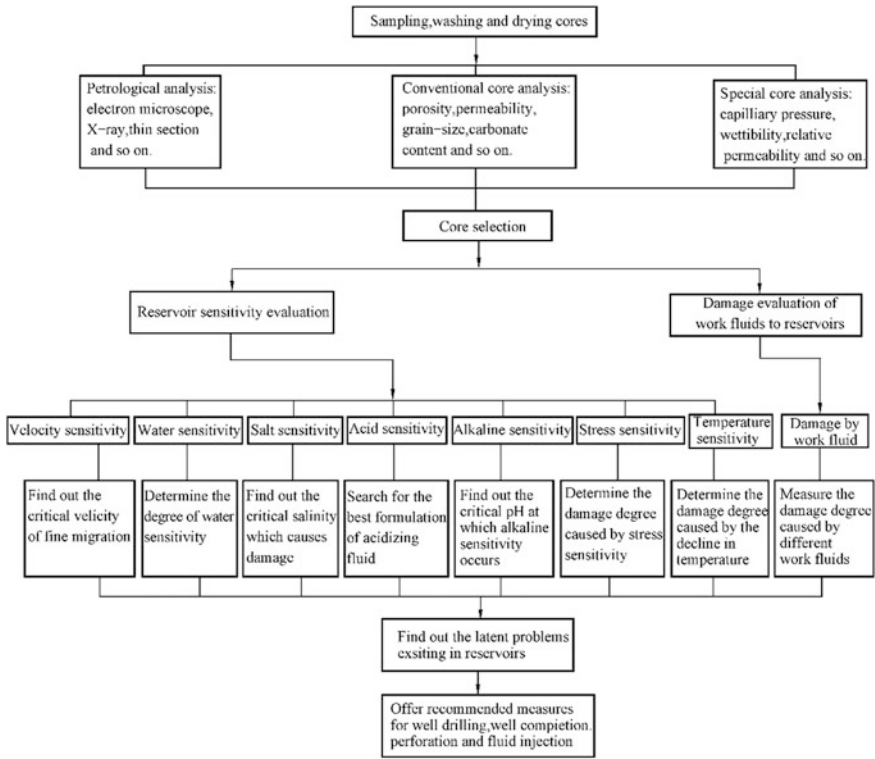 Sampling,washing and drying cores
Petrological analysis:
electron microscope,
X-ray,thin section
and so on.
Conventional core analysis:
porosity,permeability,
grain-size,carbonate
content and so on.
Special core analysis:
capilliary pressure,
wettibility,relative
permeability and so on.
Core selection
Reservoir sensitivity evaluation
Damage evaluation of
work fluids to reservoirs
Velocity sensitivity
Water sensitivity
Salt sensitivity
Acid sensitivity
Alkaline sensitivity
Stress sensitivity
Temperature
sensitivity
Damage by
work fluid
Find out the
critical velicity
of fine migration
Determine the
degree of water
sensitivity
Find out the
critical salinity
which causes
damage
Search for the
best formulation
of acidizing
fluid
Find out the
critical pH at
which alkaline
sensitivity
occurs
Determine the
damage degree
caused by stress
sensitivity
Determine the
damage degree
caused by the
decline in
temperature
Measure the
damage degree
caused by
different
work fluids
Find out the latent problems
exsiting in reservoirs
Offer recommended measures
for well drilling,well compietion.
perforation and fluid injection